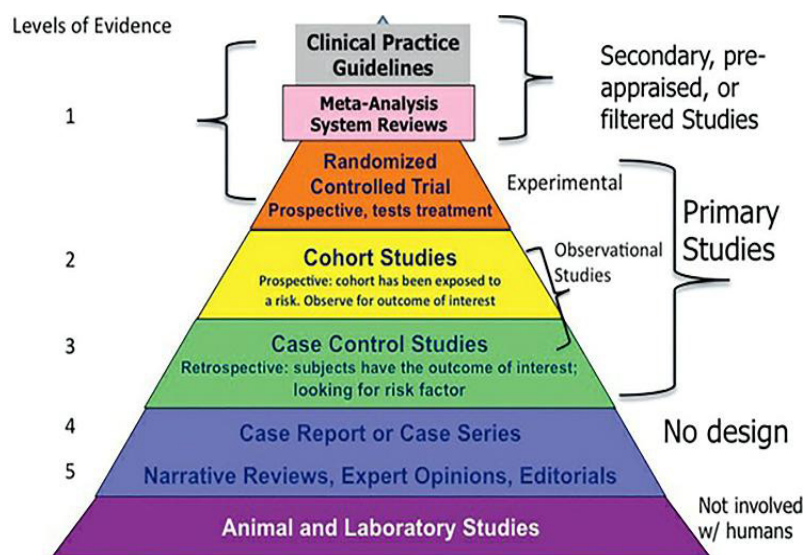 Levels of Evidence
Clinical Practice
Guidelines
Secondary, pre-
appraised, or
filtered Studies
1
Meta-Analysis
System Reviews
Randomized
Controlled Trial
Prospective, tests treatment
Experimental
Primary
Studies
2
Cohort Studies
Prospective: cohort has been exposed to
a risk. Observe for outcome of interest
Observational
Studies
3
Case Control Studies
Retrospective: subjects have the outcome of interest;
looking for risk factor
4
Case Report or Case Series
No design
5
Narrative Reviews, Expert Opinions, Editorials
Animal and Laboratory Studies
Not involved
w/ humans